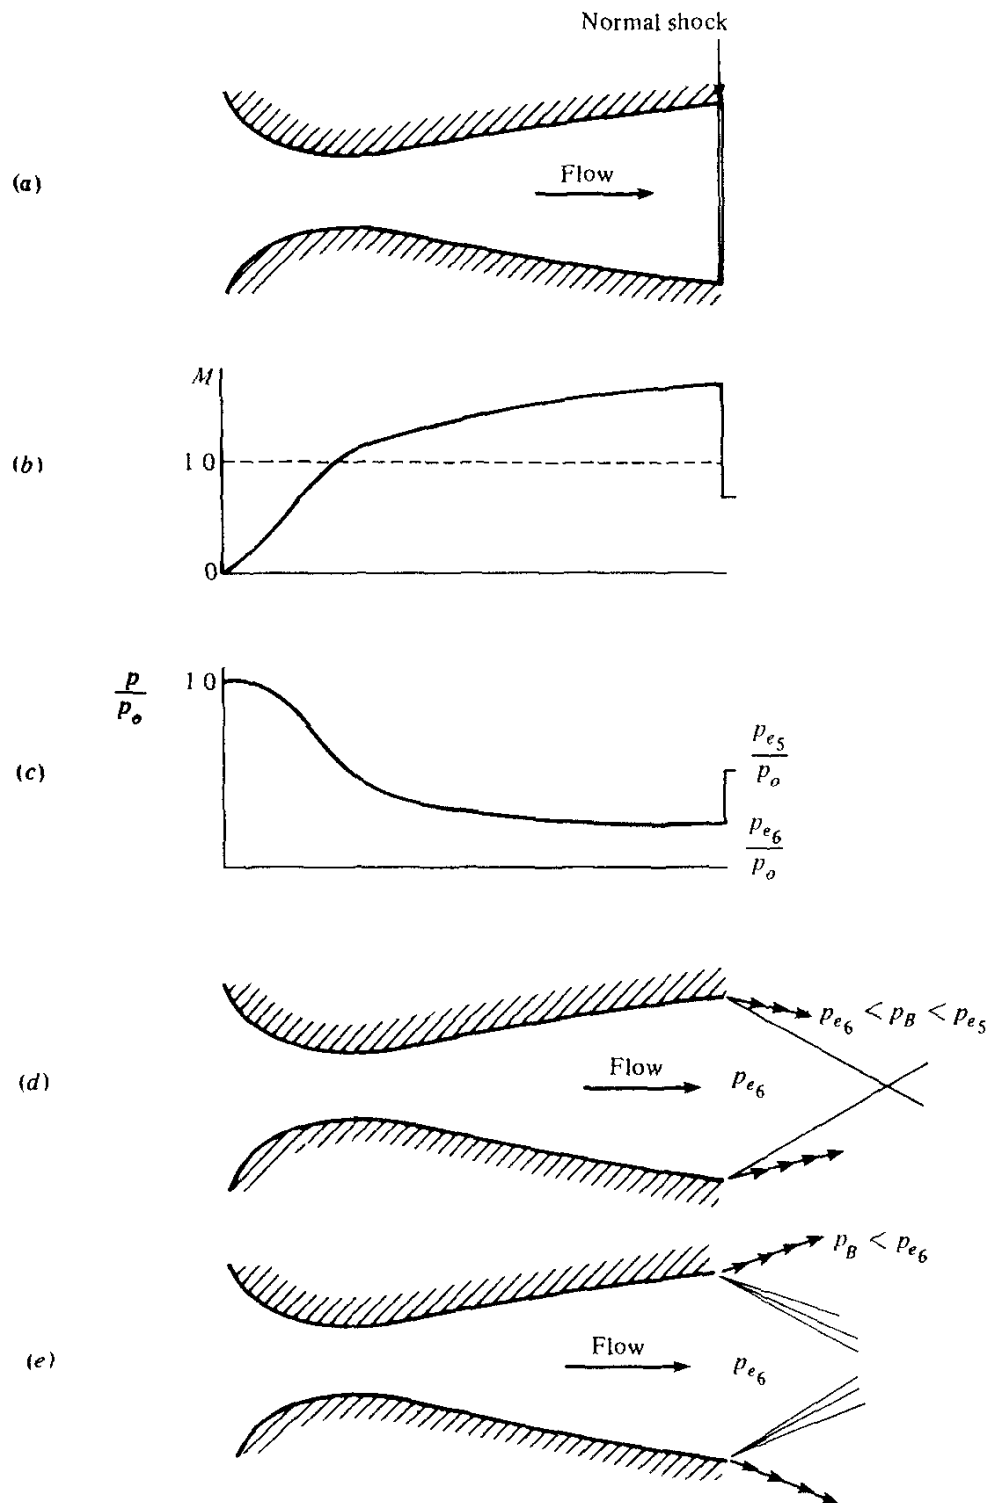 Normal shock
(a)
Flow
M
(b)
1 0
0
p/p_o
1 0
(c)
p_e5/p_o
p_e6/p_o
(d)
Flow
p_e6
p_e6 < p_B < p_e5
(e)
Flow
p_e6
p_B < p_e6